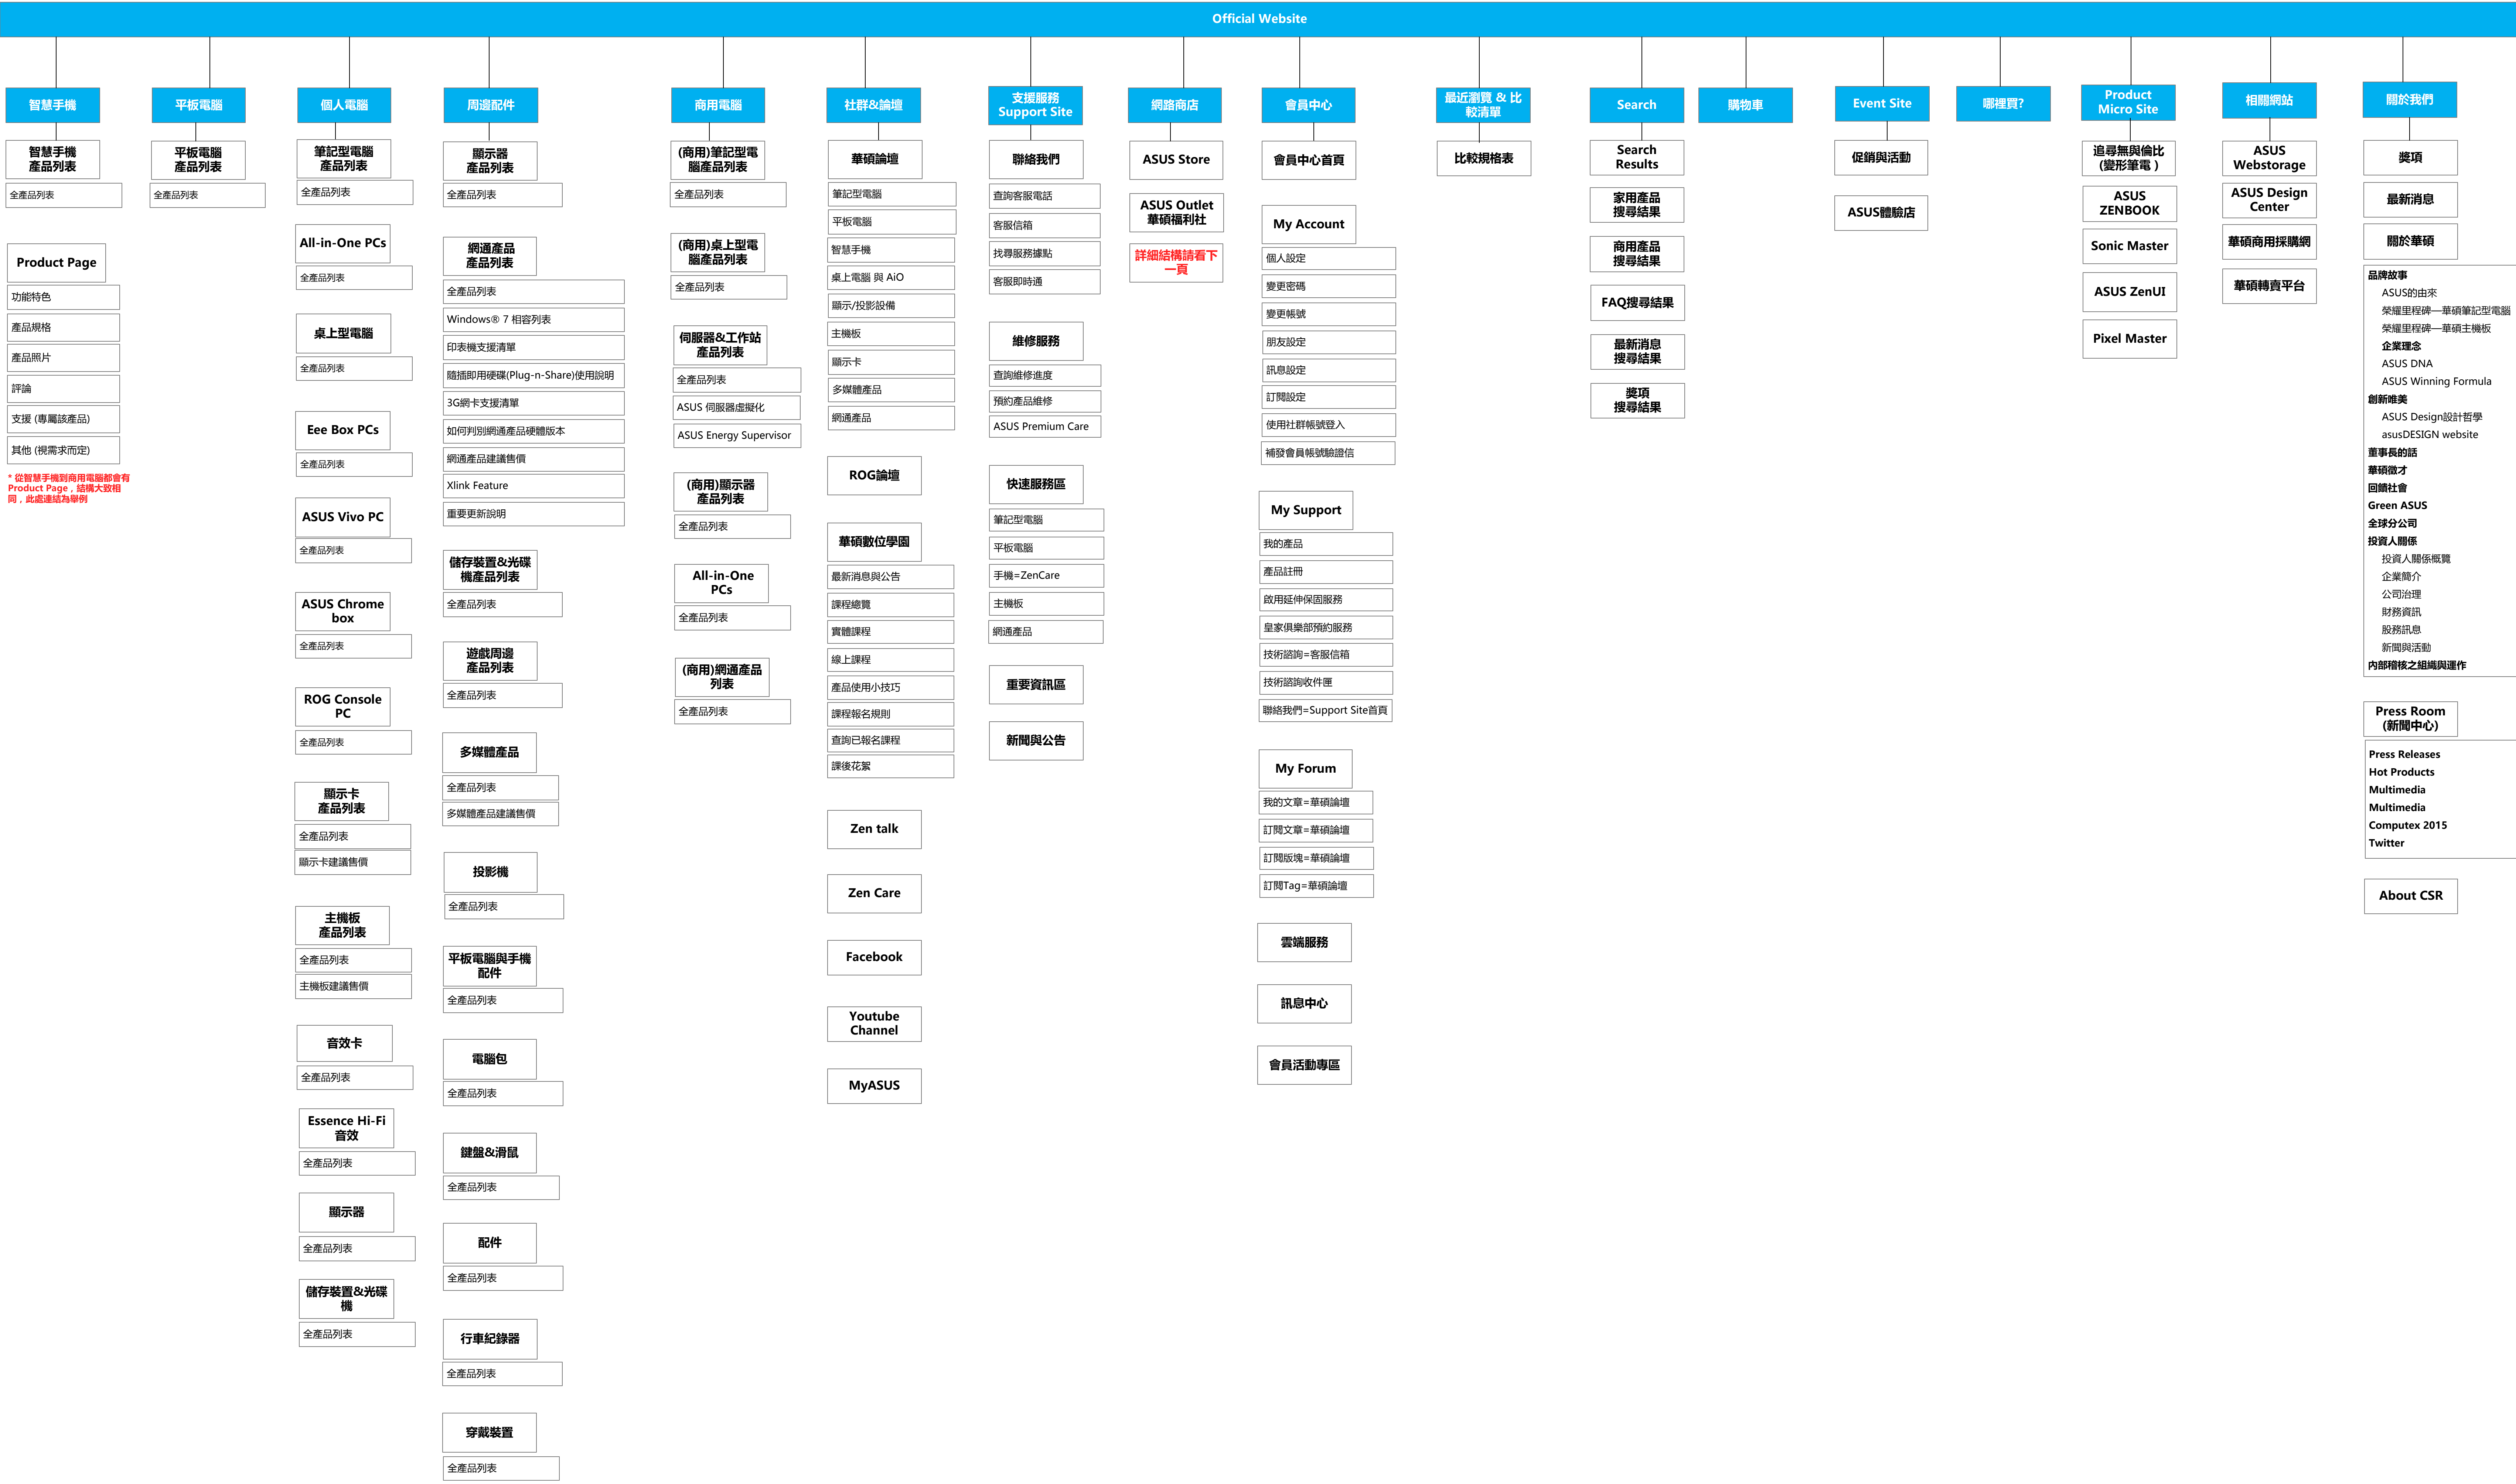 Official Website
智慧手機
智慧手機
產品列表
全產品列表
Product Page
功能特色
產品規格
產品照片
評論
支援 (專屬該產品)
其他 (視需求而定)
* 從智慧手機到商用電腦都會有
Product Page，結構大致相
同，此處連結為舉例
平板電腦
平板電腦
產品列表
全產品列表
個人電腦
筆記型電腦
產品列表
全產品列表
All-in-One PCs
全產品列表
桌上型電腦
全產品列表
Eee Box PCs
全產品列表
ASUS Vivo PC
全產品列表
ASUS Chrome
box
全產品列表
ROG Console
PC
全產品列表
顯示卡
產品列表
全產品列表
顯示卡建議售價
主機板
產品列表
全產品列表
主機板建議售價
音效卡
全產品列表
Essence Hi-Fi
音效
全產品列表
顯示器
全產品列表
儲存裝置&光碟
機
全產品列表
周邊配件
顯示器
產品列表
全產品列表
網通產品
產品列表
全產品列表
Windows® 7 相容列表
印表機支援清單
隨插即用硬碟(Plug-n-Share)使用說明
3G網卡支援清單
如何判別網通產品硬體版本
網通產品建議售價
Xlink Feature
重要更新說明
儲存裝置&光碟
機產品列表
全產品列表
遊戲周邊
產品列表
全產品列表
多媒體產品
全產品列表
多媒體產品建議售價
投影機
全產品列表
平板電腦與手機
配件
全產品列表
電腦包
全產品列表
鍵盤&滑鼠
全產品列表
配件
全產品列表
行車紀錄器
全產品列表
穿戴裝置
全產品列表
商用電腦
(商用)筆記型電
腦產品列表
全產品列表
(商用)桌上型電
腦產品列表
全產品列表
伺服器&工作站
產品列表
全產品列表
ASUS 伺服器虛擬化
ASUS Energy Supervisor
(商用)顯示器
產品列表
全產品列表
All-in-One
PCs
全產品列表
(商用)網通產品
列表
全產品列表
社群&論壇
華碩論壇
筆記型電腦
平板電腦
智慧手機
桌上電腦 與 AiO
顯示/投影設備
主機板
顯示卡
多媒體產品
網通產品
ROG論壇
華碩數位學園
最新消息與公告
課程總覽
實體課程
線上課程
產品使用小技巧
課程報名規則
查詢已報名課程
課後花絮
Zen talk
Zen Care
Facebook
Youtube
Channel
MyASUS
支援服務
Support Site
聯絡我們
查詢客服電話
客服信箱
找尋服務據點
客服即時通
維修服務
查詢維修進度
預約產品維修
ASUS Premium Care
快速服務區
筆記型電腦
平板電腦
手機=ZenCare
主機板
網通產品
重要資訊區
新聞與公告
網路商店
ASUS Store
ASUS Outlet
華碩福利社
詳細結構請看下
一頁
會員中心
會員中心首頁
My Account
個人設定
變更密碼
變更帳號
朋友設定
訊息設定
訂閱設定
使用社群帳號登入
補發會員帳號驗證信
My Support
我的產品
產品註冊
啟用延伸保固服務
皇家俱樂部預約服務
技術諮詢=客服信箱
技術諮詢收件匣
聯絡我們=Support Site首頁
My Forum
我的文章=華碩論壇
訂閱文章=華碩論壇
訂閱版塊=華碩論壇
訂閱Tag=華碩論壇
雲端服務
訊息中心
會員活動專區
最近瀏覽 & 比
較清單
比較規格表
Search
Search
Results
家用產品
搜尋結果
商用產品
搜尋結果
FAQ搜尋結果
最新消息
搜尋結果
獎項
搜尋結果
購物車
Event Site
促銷與活動
ASUS體驗店
哪裡買?
Product
Micro Site
追尋無與倫比
(變形筆電 )
ASUS
ZENBOOK
Sonic Master
ASUS ZenUI
Pixel Master
相關網站
ASUS
Webstorage
ASUS Design
Center
華碩商用採購網
華碩轉賣平台
關於我們
獎項
最新消息
關於華碩
品牌故事
ASUS的由來
榮耀里程碑—華碩筆記型電腦
榮耀里程碑—華碩主機板
企業理念
ASUS DNA
ASUS Winning Formula
創新唯美
ASUS Design設計哲學
asusDESIGN website
董事長的話
華碩徵才
回饋社會
Green ASUS
全球分公司
投資人關係
投資人關係概覽
企業簡介
公司治理
財務資訊
股務訊息
新聞與活動
內部稽核之組織與運作
Press Room
(新聞中心)
Press Releases
Hot Products
Multimedia
Multimedia
Computex 2015
Twitter
About CSR